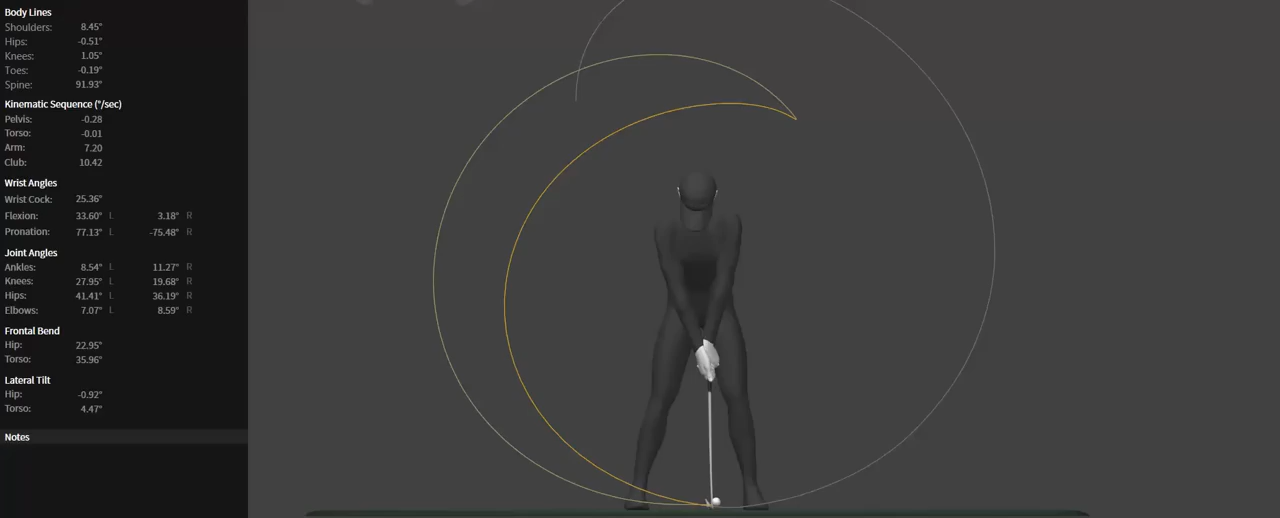 Body Lines
Shoulders: 8.45°
Hips: -0.51°
Knees: 1.05°
Toes: -0.19°
Spine: 91.93°
Kinematic Sequence (°/sec)
Pelvis: -0.28
Torso: -0.01
Arm: 7.20
Club: 10.42
Wrist Angles
Wrist Cock: 25.36°
Flexion: 33.60° L 3.18° R
Pronation: 77.13° L -75.48° R
Joint Angles
Ankles: 8.54° L 11.27° R
Knees: 27.95° L 19.68° R
Hips: 41.41° L 36.19° R
Elbows: 7.07° L 8.59° R
Frontal Bend
Hip: 22.95°
Torso: 35.96°
Lateral Tilt
Hip: -0.92°
Torso: 4.47°
Notes